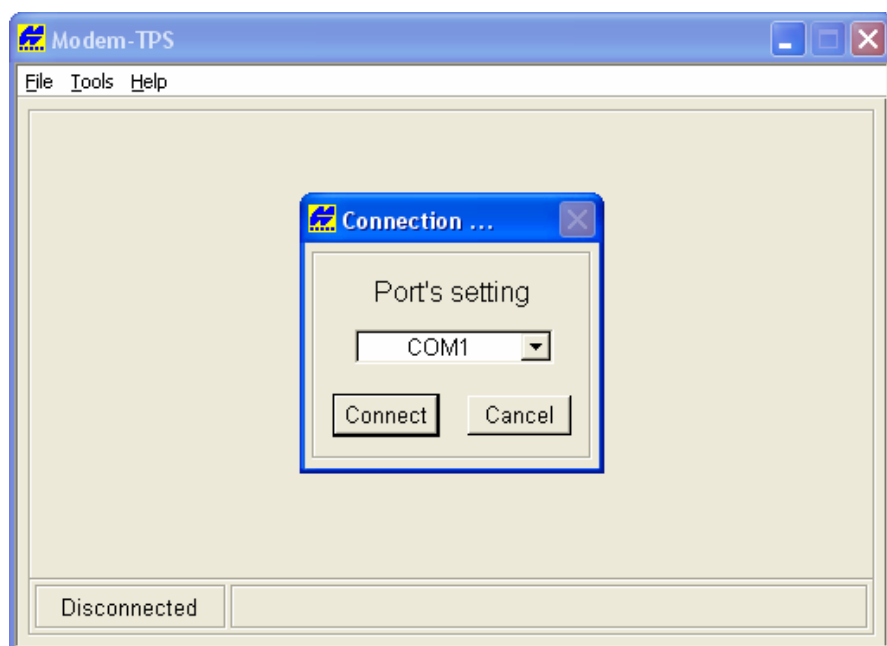 Modem-TPS
File Tools Help
Connection ...
Port's setting
COM1
Connect Cancel
Disconnected